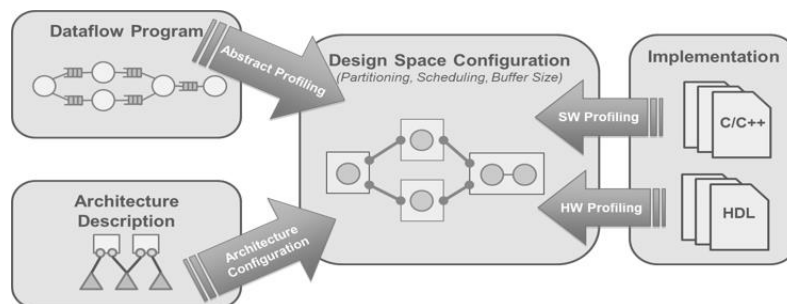 Dataflow Program
Abstract Profiling
Design Space Configuration
(Partitioning, Scheduling, Buffer Size)
Implementation
SW Profiling
C/C++
HW Profiling
HDL
Architecture
Description
Architecture
Configuration